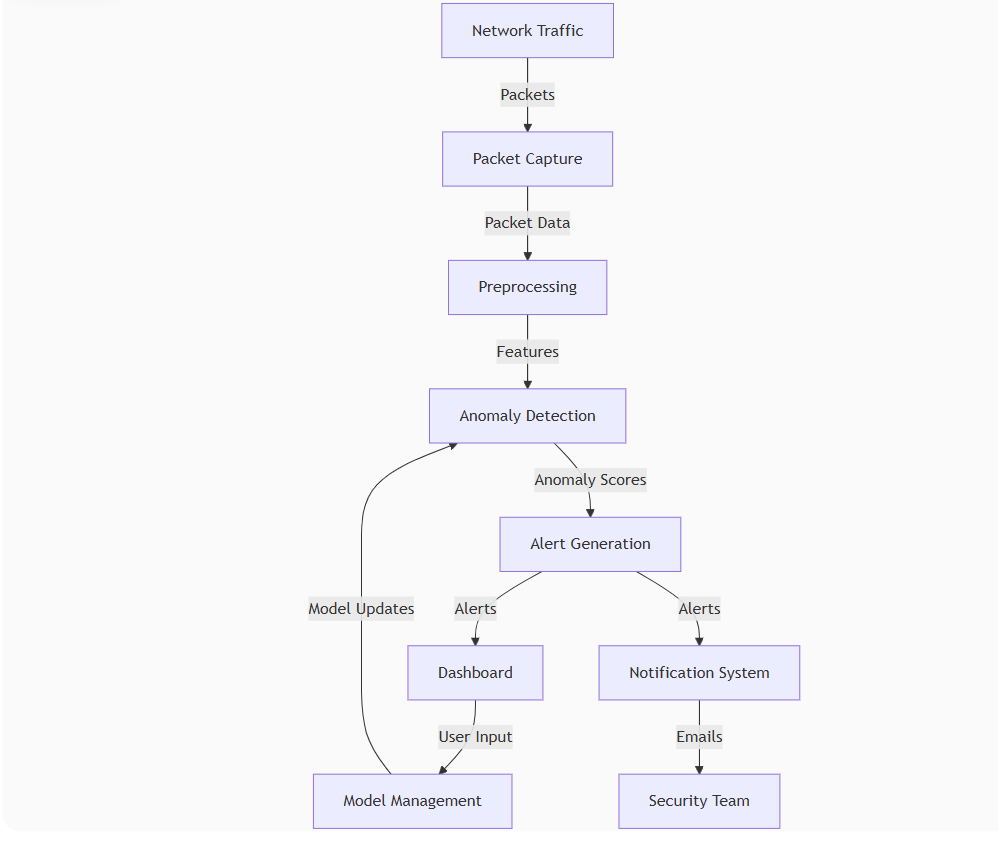 Network Traffic
Packets
Packet Capture
Packet Data
Preprocessing
Features
Anomaly Detection
Anomaly Scores
Alert Generation
Model Updates
Alerts
Alerts
Dashboard
Notification System
User Input
Emails
Model Management
Security Team